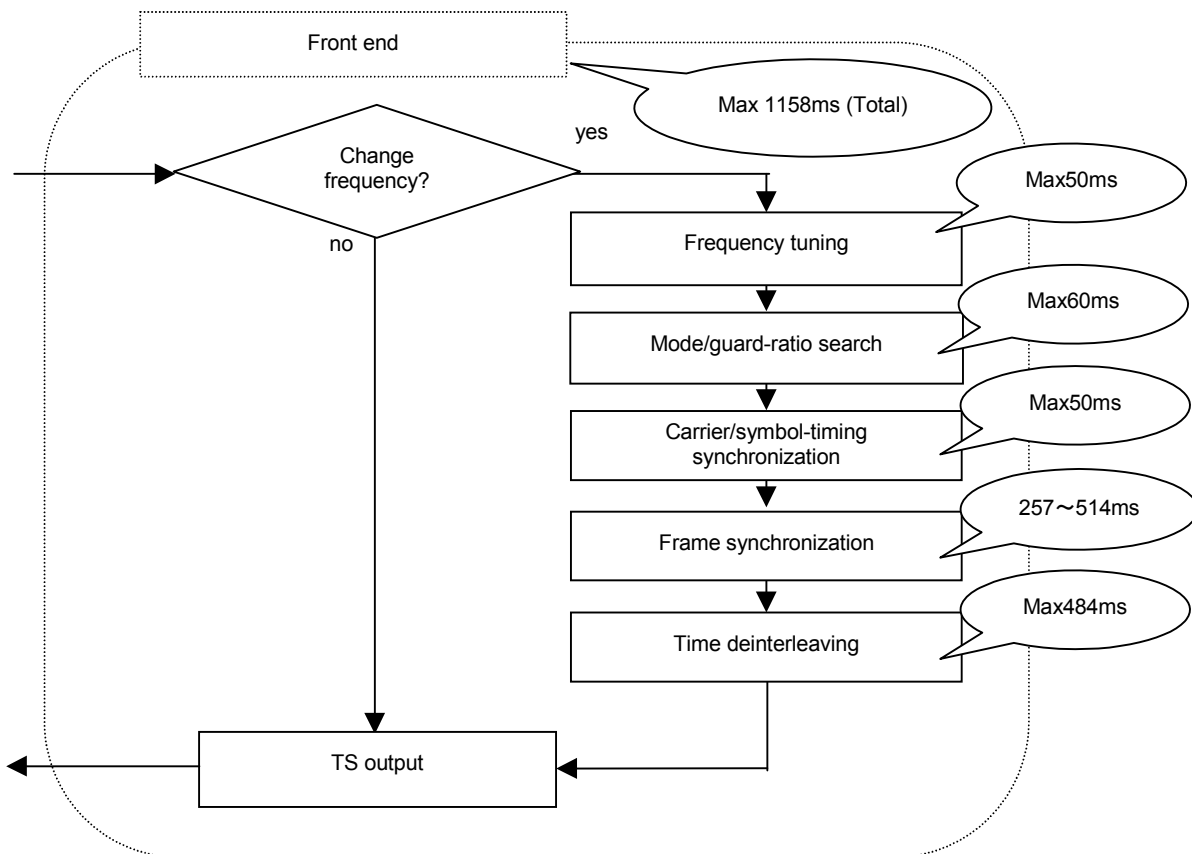 Front end
Max 1158ms (Total)
yes
Change
frequency?
no
Max50ms
Frequency tuning
Max60ms
Mode/guard-ratio search
Max50ms
Carrier/symbol-timing
synchronization
257～514ms
Frame synchronization
Max484ms
Time deinterleaving
TS output